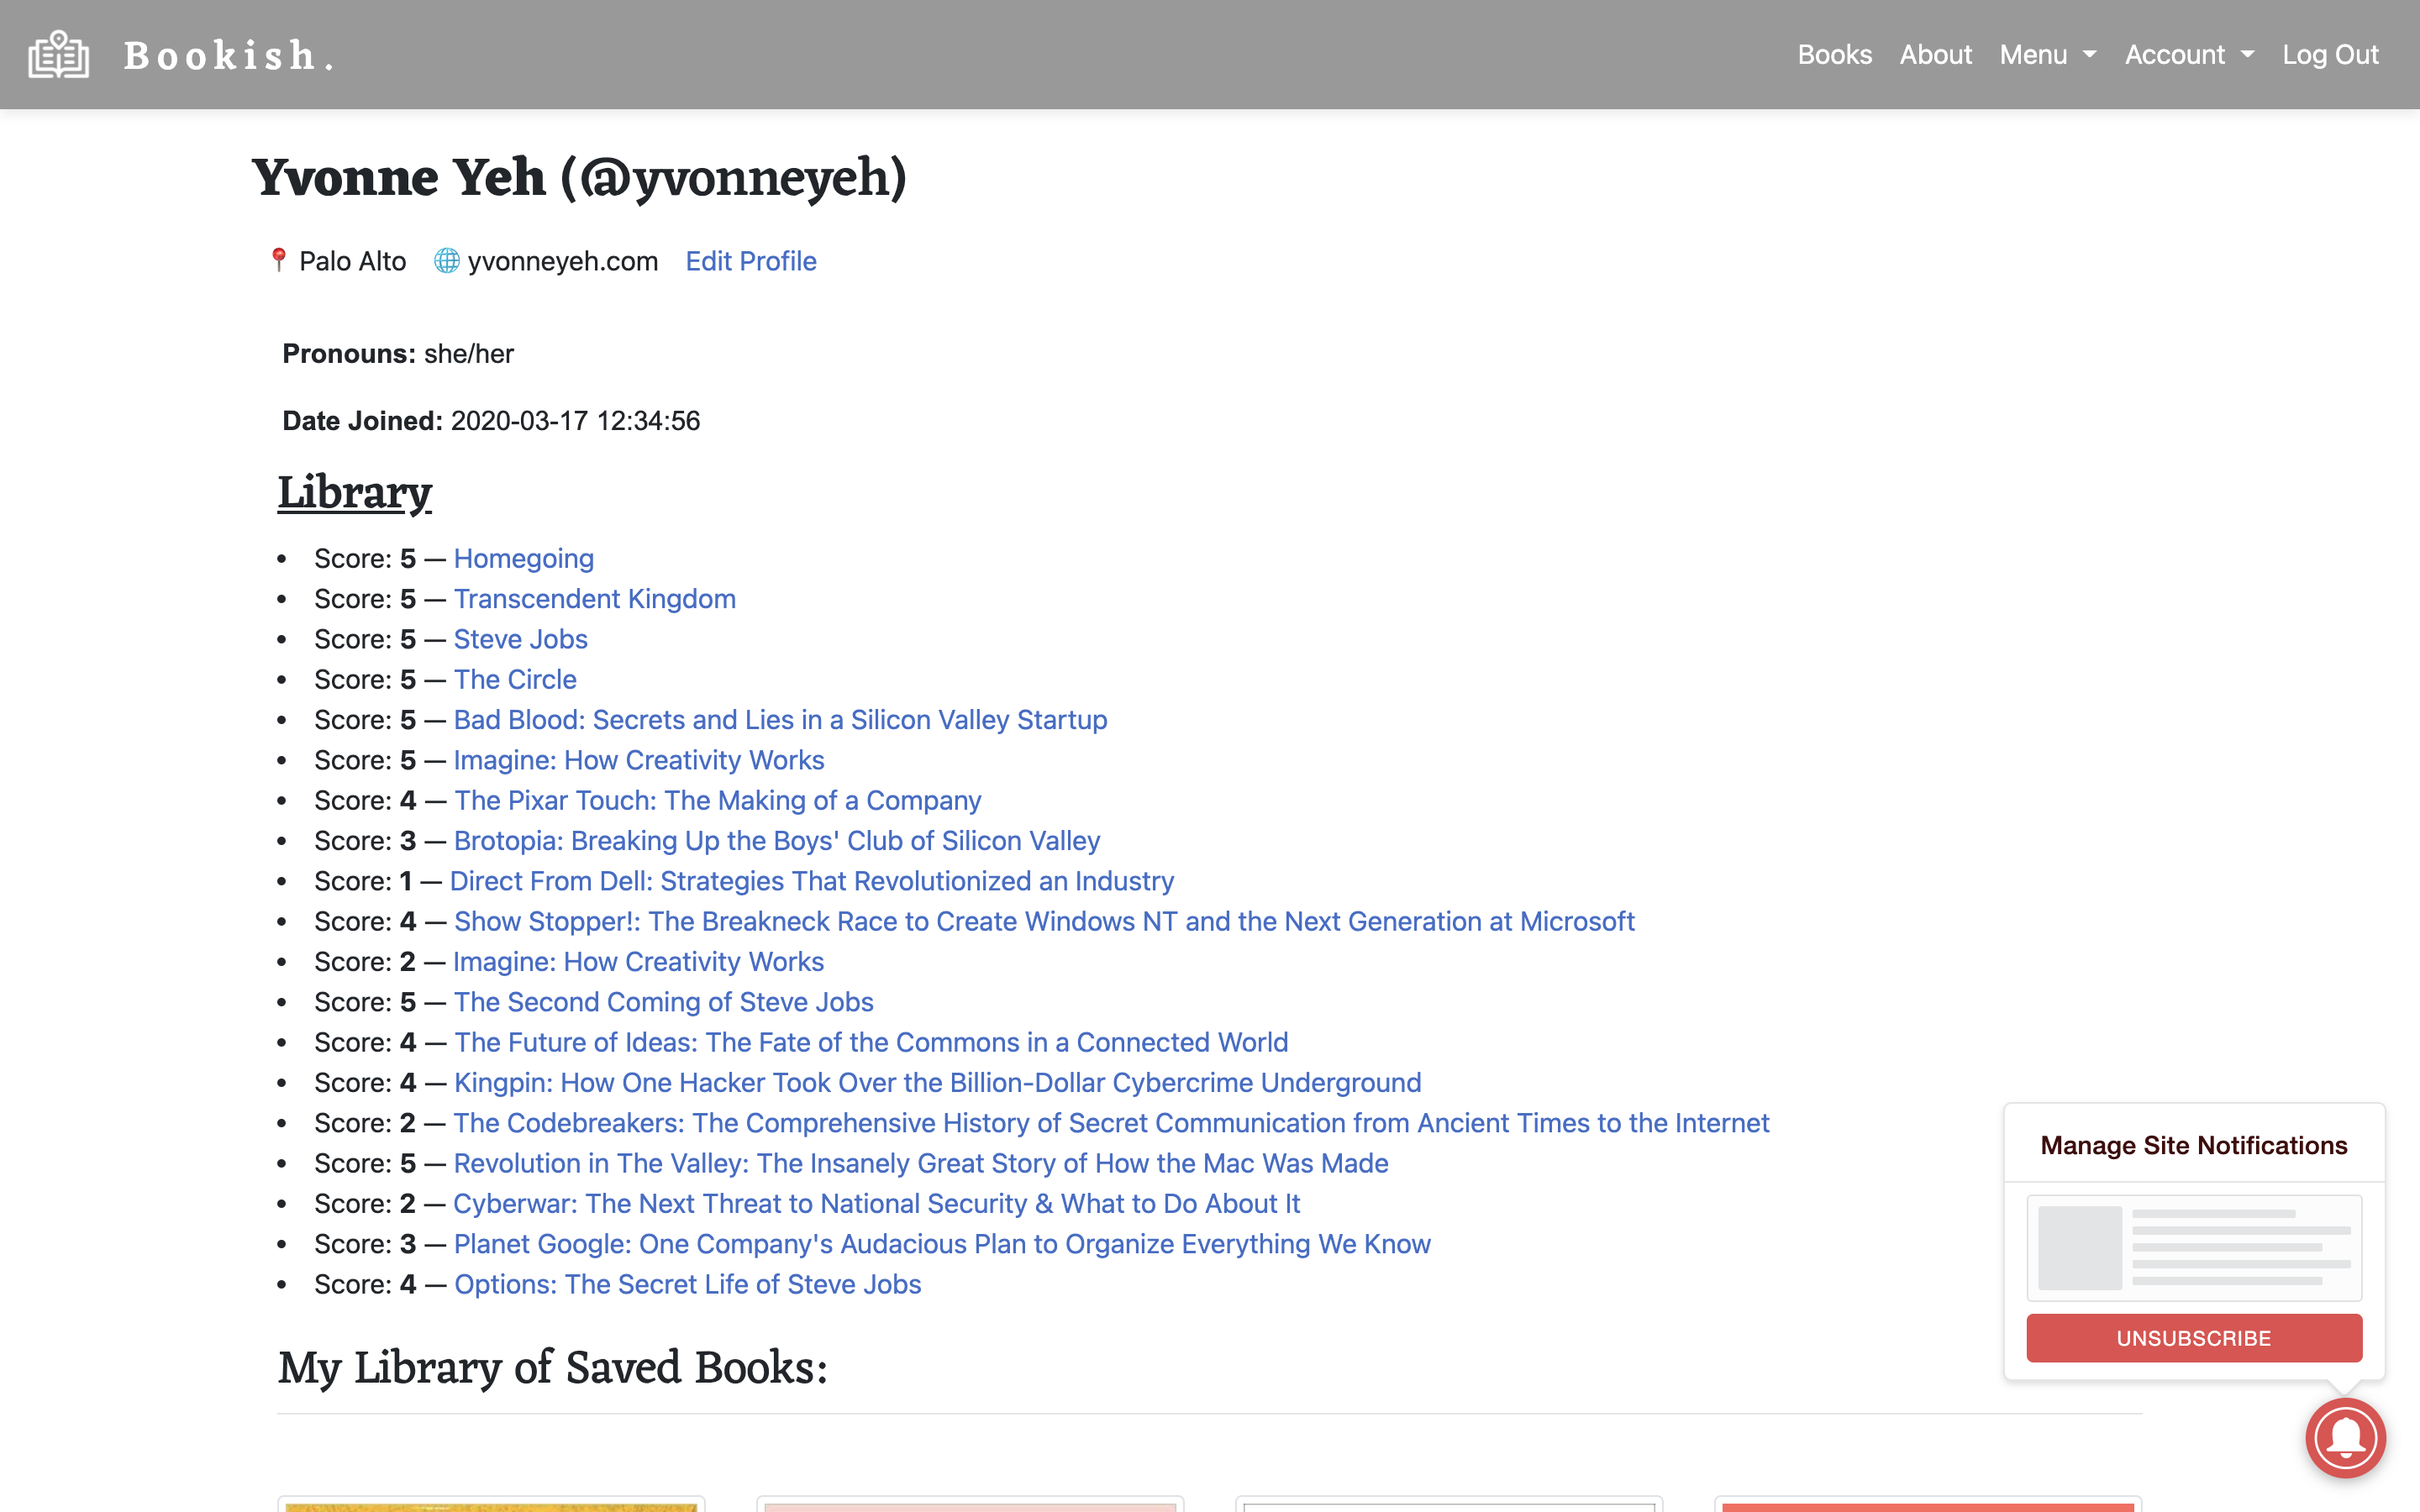 Bookish.
Books About Menu Account Log Out
Yvonne Yeh (@yvonneyeh)
📍 Palo Alto 🌐 yvonneyeh.com Edit Profile
Pronouns: she/her
Date Joined: 2020-03-17 12:34:56
Library
• Score: 5 — Homegoing
• Score: 5 — Transcendent Kingdom
• Score: 5 — Steve Jobs
• Score: 5 — The Circle
• Score: 5 — Bad Blood: Secrets and Lies in a Silicon Valley Startup
• Score: 5 — Imagine: How Creativity Works
• Score: 4 — The Pixar Touch: The Making of a Company
• Score: 3 — Brotopia: Breaking Up the Boys' Club of Silicon Valley
• Score: 1 — Direct From Dell: Strategies That Revolutionized an Industry
• Score: 4 — Show Stopper!: The Breakneck Race to Create Windows NT and the Next Generation at Microsoft
• Score: 2 — Imagine: How Creativity Works
• Score: 5 — The Second Coming of Steve Jobs
• Score: 4 — The Future of Ideas: The Fate of the Commons in a Connected World
• Score: 4 — Kingpin: How One Hacker Took Over the Billion-Dollar Cybercrime Underground
• Score: 2 — The Codebreakers: The Comprehensive History of Secret Communication from Ancient Times to the Internet
• Score: 5 — Revolution in The Valley: The Insanely Great Story of How the Mac Was Made
• Score: 2 — Cyberwar: The Next Threat to National Security & What to Do About It
• Score: 3 — Planet Google: One Company's Audacious Plan to Organize Everything We Know
• Score: 4 — Options: The Secret Life of Steve Jobs
My Library of Saved Books:
Manage Site Notifications
UNSUBSCRIBE